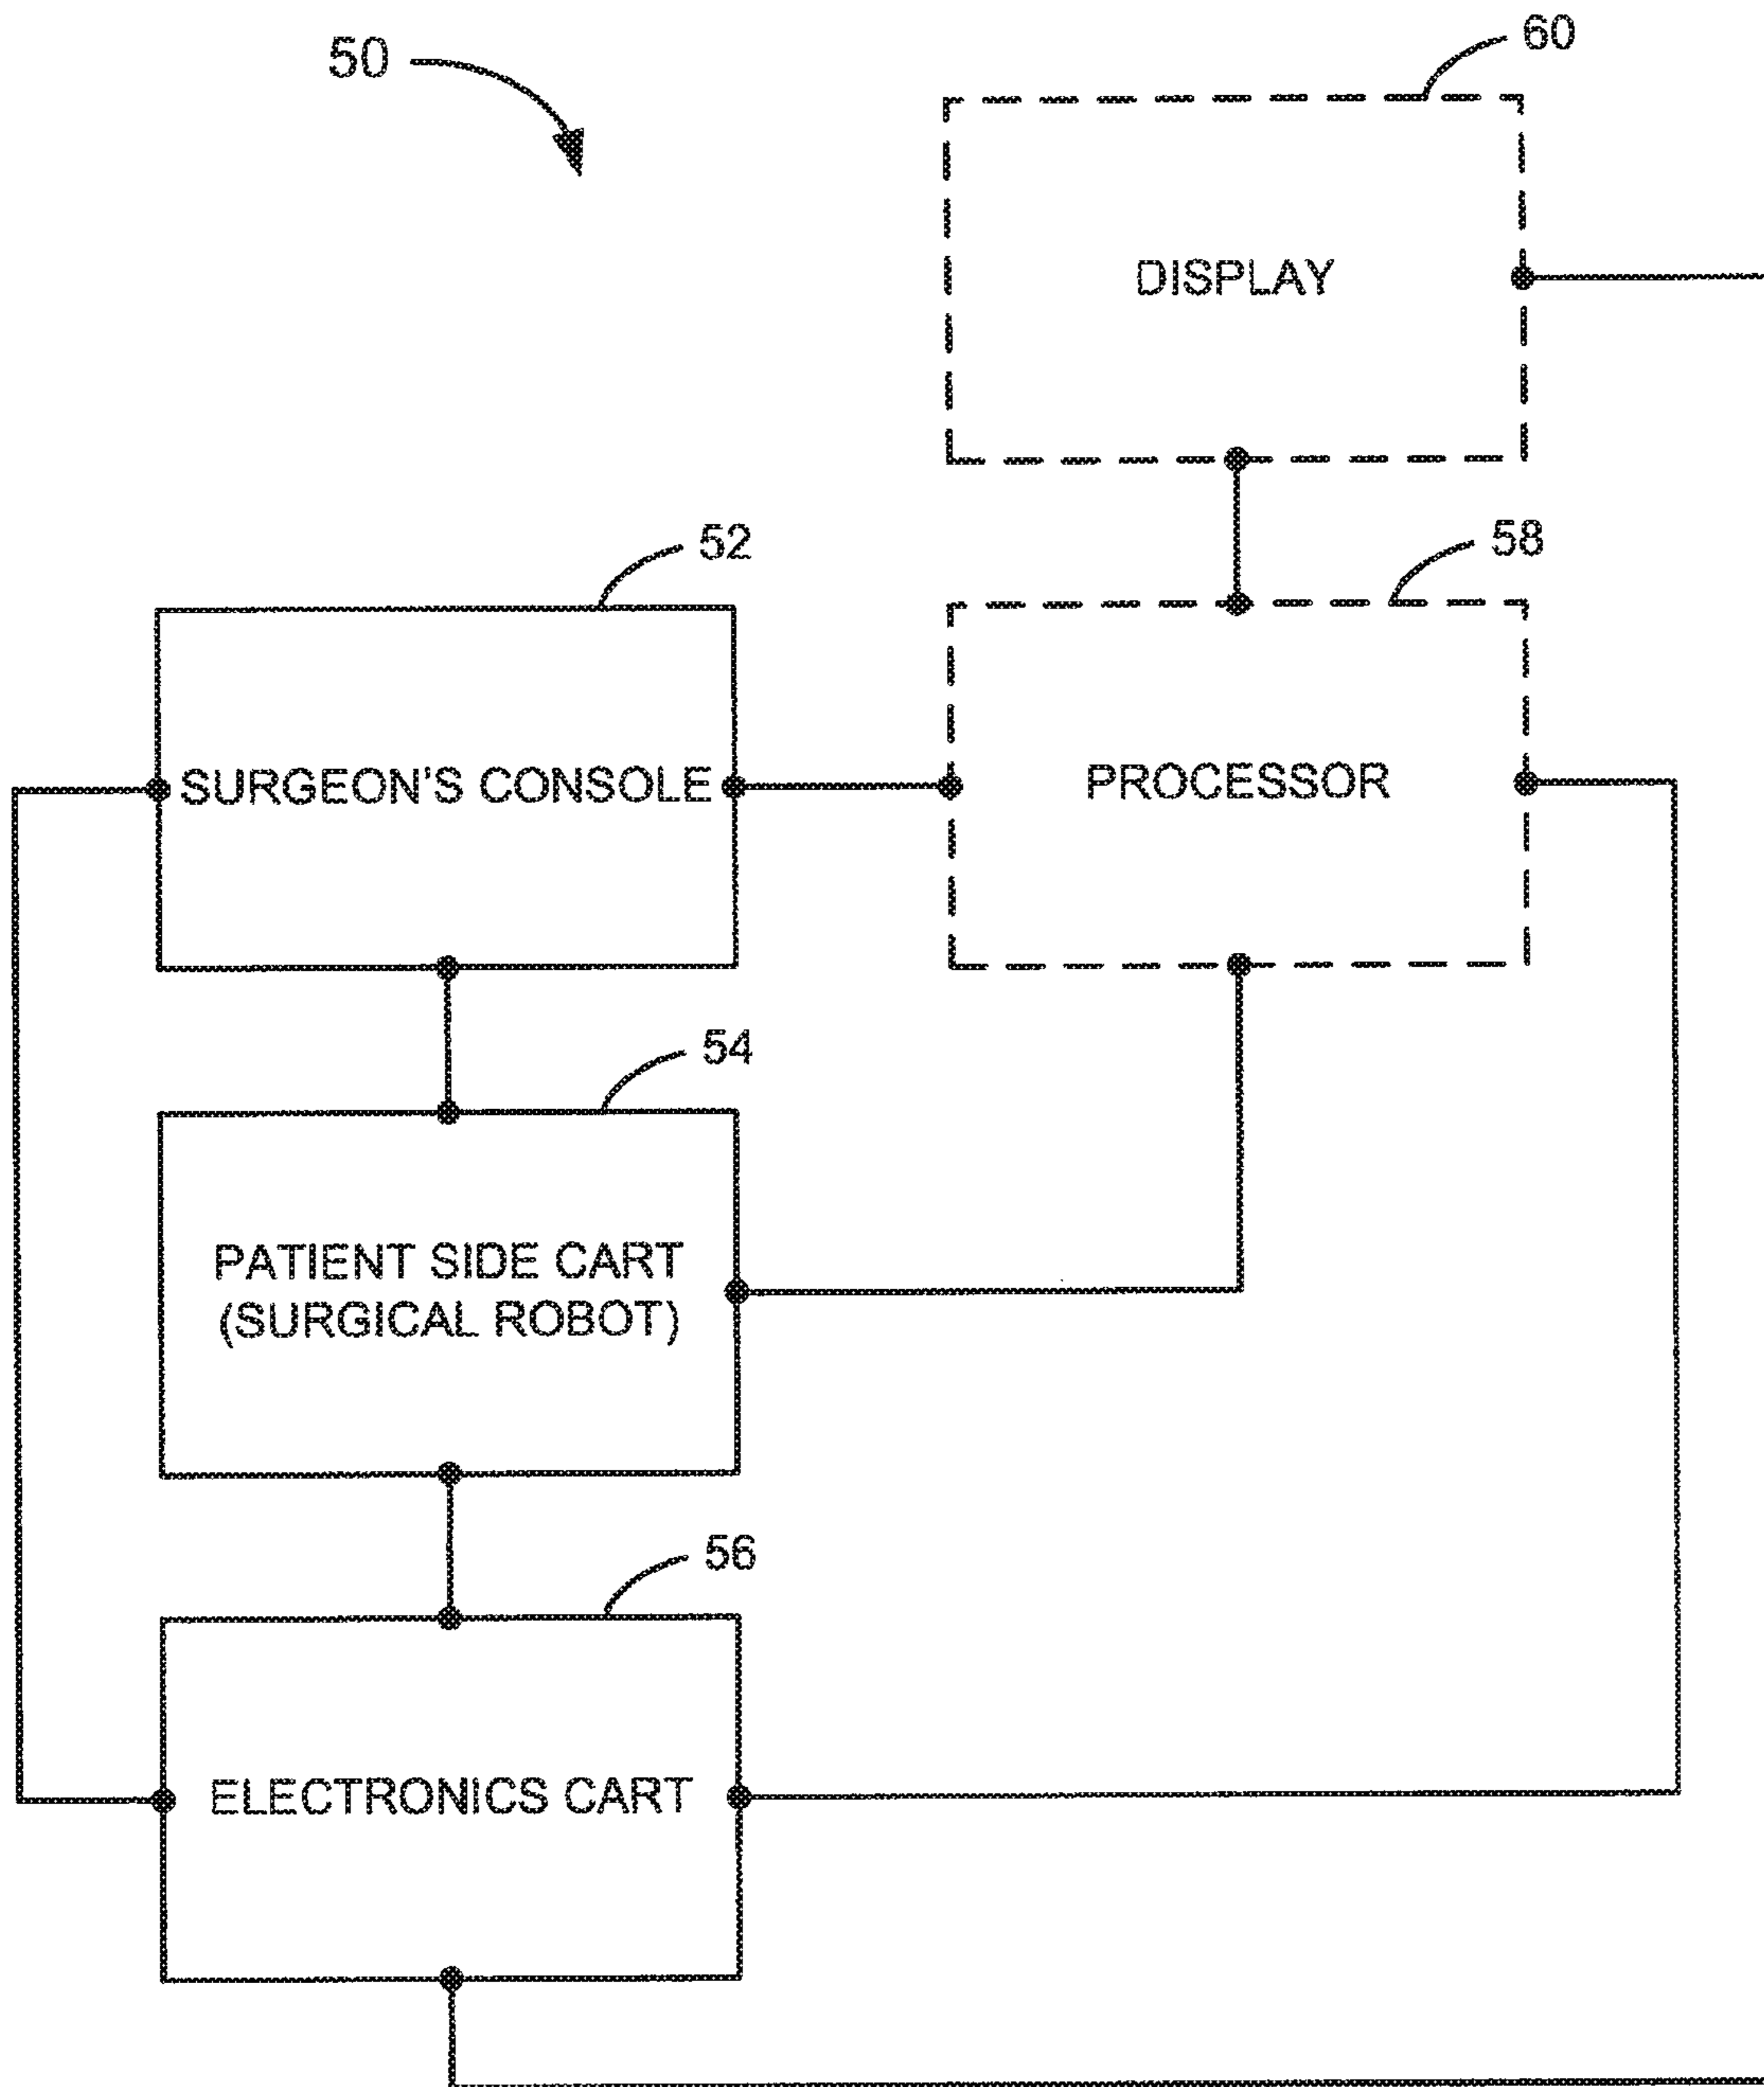 50
60
DISPLAY
52
58
SURGEON'S CONSOLE
PROCESSOR
54
PATIENT SIDE CART
(SURGICAL ROBOT)
56
ELECTRONICS CART